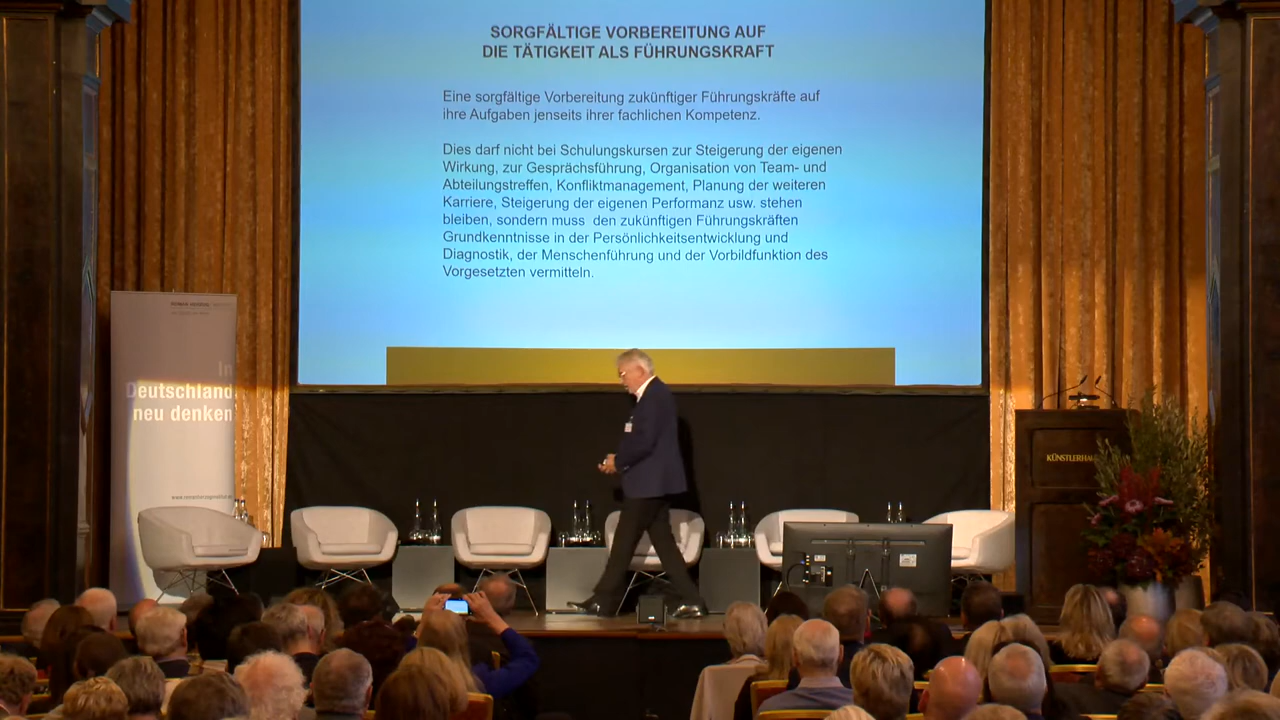 SORGFÄLTIGE VORBEREITUNG AUF
DIE TÄTIGKEIT ALS FÜHRUNGSKRAFT
Eine sorgfältige Vorbereitung zukünftiger Führungskräfte auf
ihre Aufgaben jenseits ihrer fachlichen Kompetenz.
Dies darf nicht bei Schulungskursen zur Steigerung der eigenen
Wirkung, zur Gesprächsführung, Organisation von Team- und
Abteilungstreffen, Konfliktmanagement, Planung der weiteren
Karriere, Steigerung der eigenen Performanz usw. stehen
bleiben, sondern muss den zukünftigen Führungskräften
Grundkenntnisse in der Persönlichkeitsentwicklung und
Diagnostik, der Menschenführung und der Vorbildfunktion des
Vorgesetzten vermitteln.
In
Deutschland
neu denken
KÜNSTLERHAU